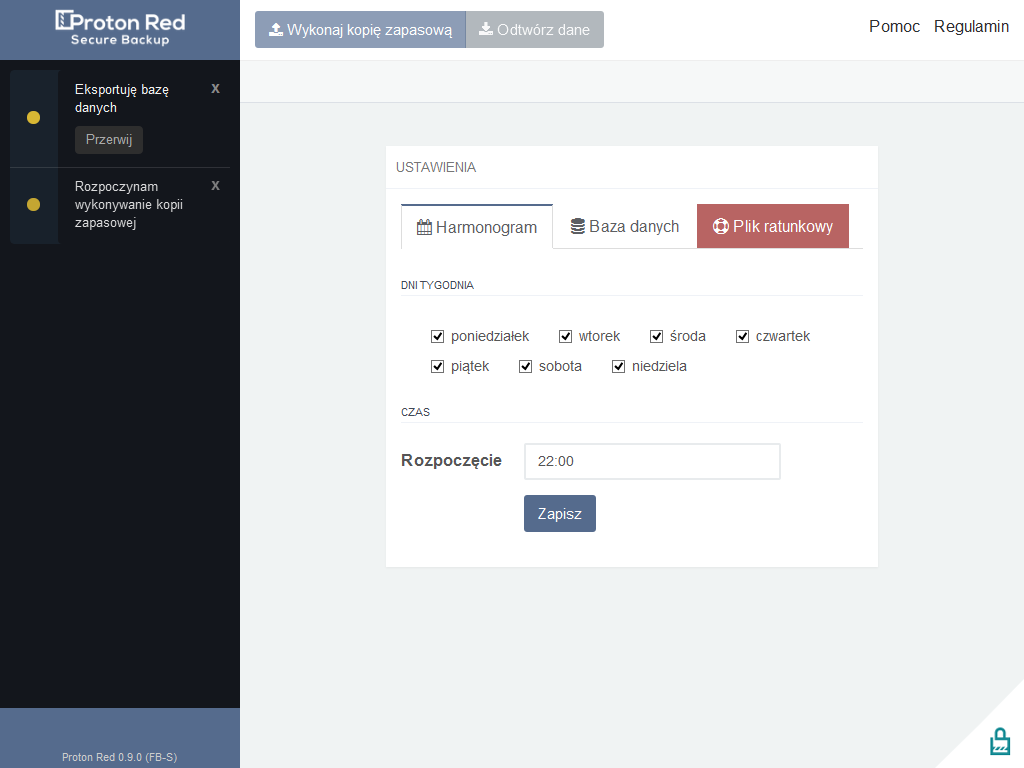 Proton Red
Secure Backup
Wykonaj kopię zapasową
Odtwórz dane
Pomoc
Regulamin
Eksportuję bazę
danych
x
Przerwij
Rozpoczynam
wykonywanie kopii
zapasowej
x
USTAWIENIA
Harmonogram
Baza danych
Plik ratunkowy
DNI TYGODNIA
poniedziałek
wtorek
środa
czwartek
piątek
sobota
niedziela
CZAS
Rozpoczęcie
22:00
Zapisz
Proton Red 0.9.0 (FB-S)